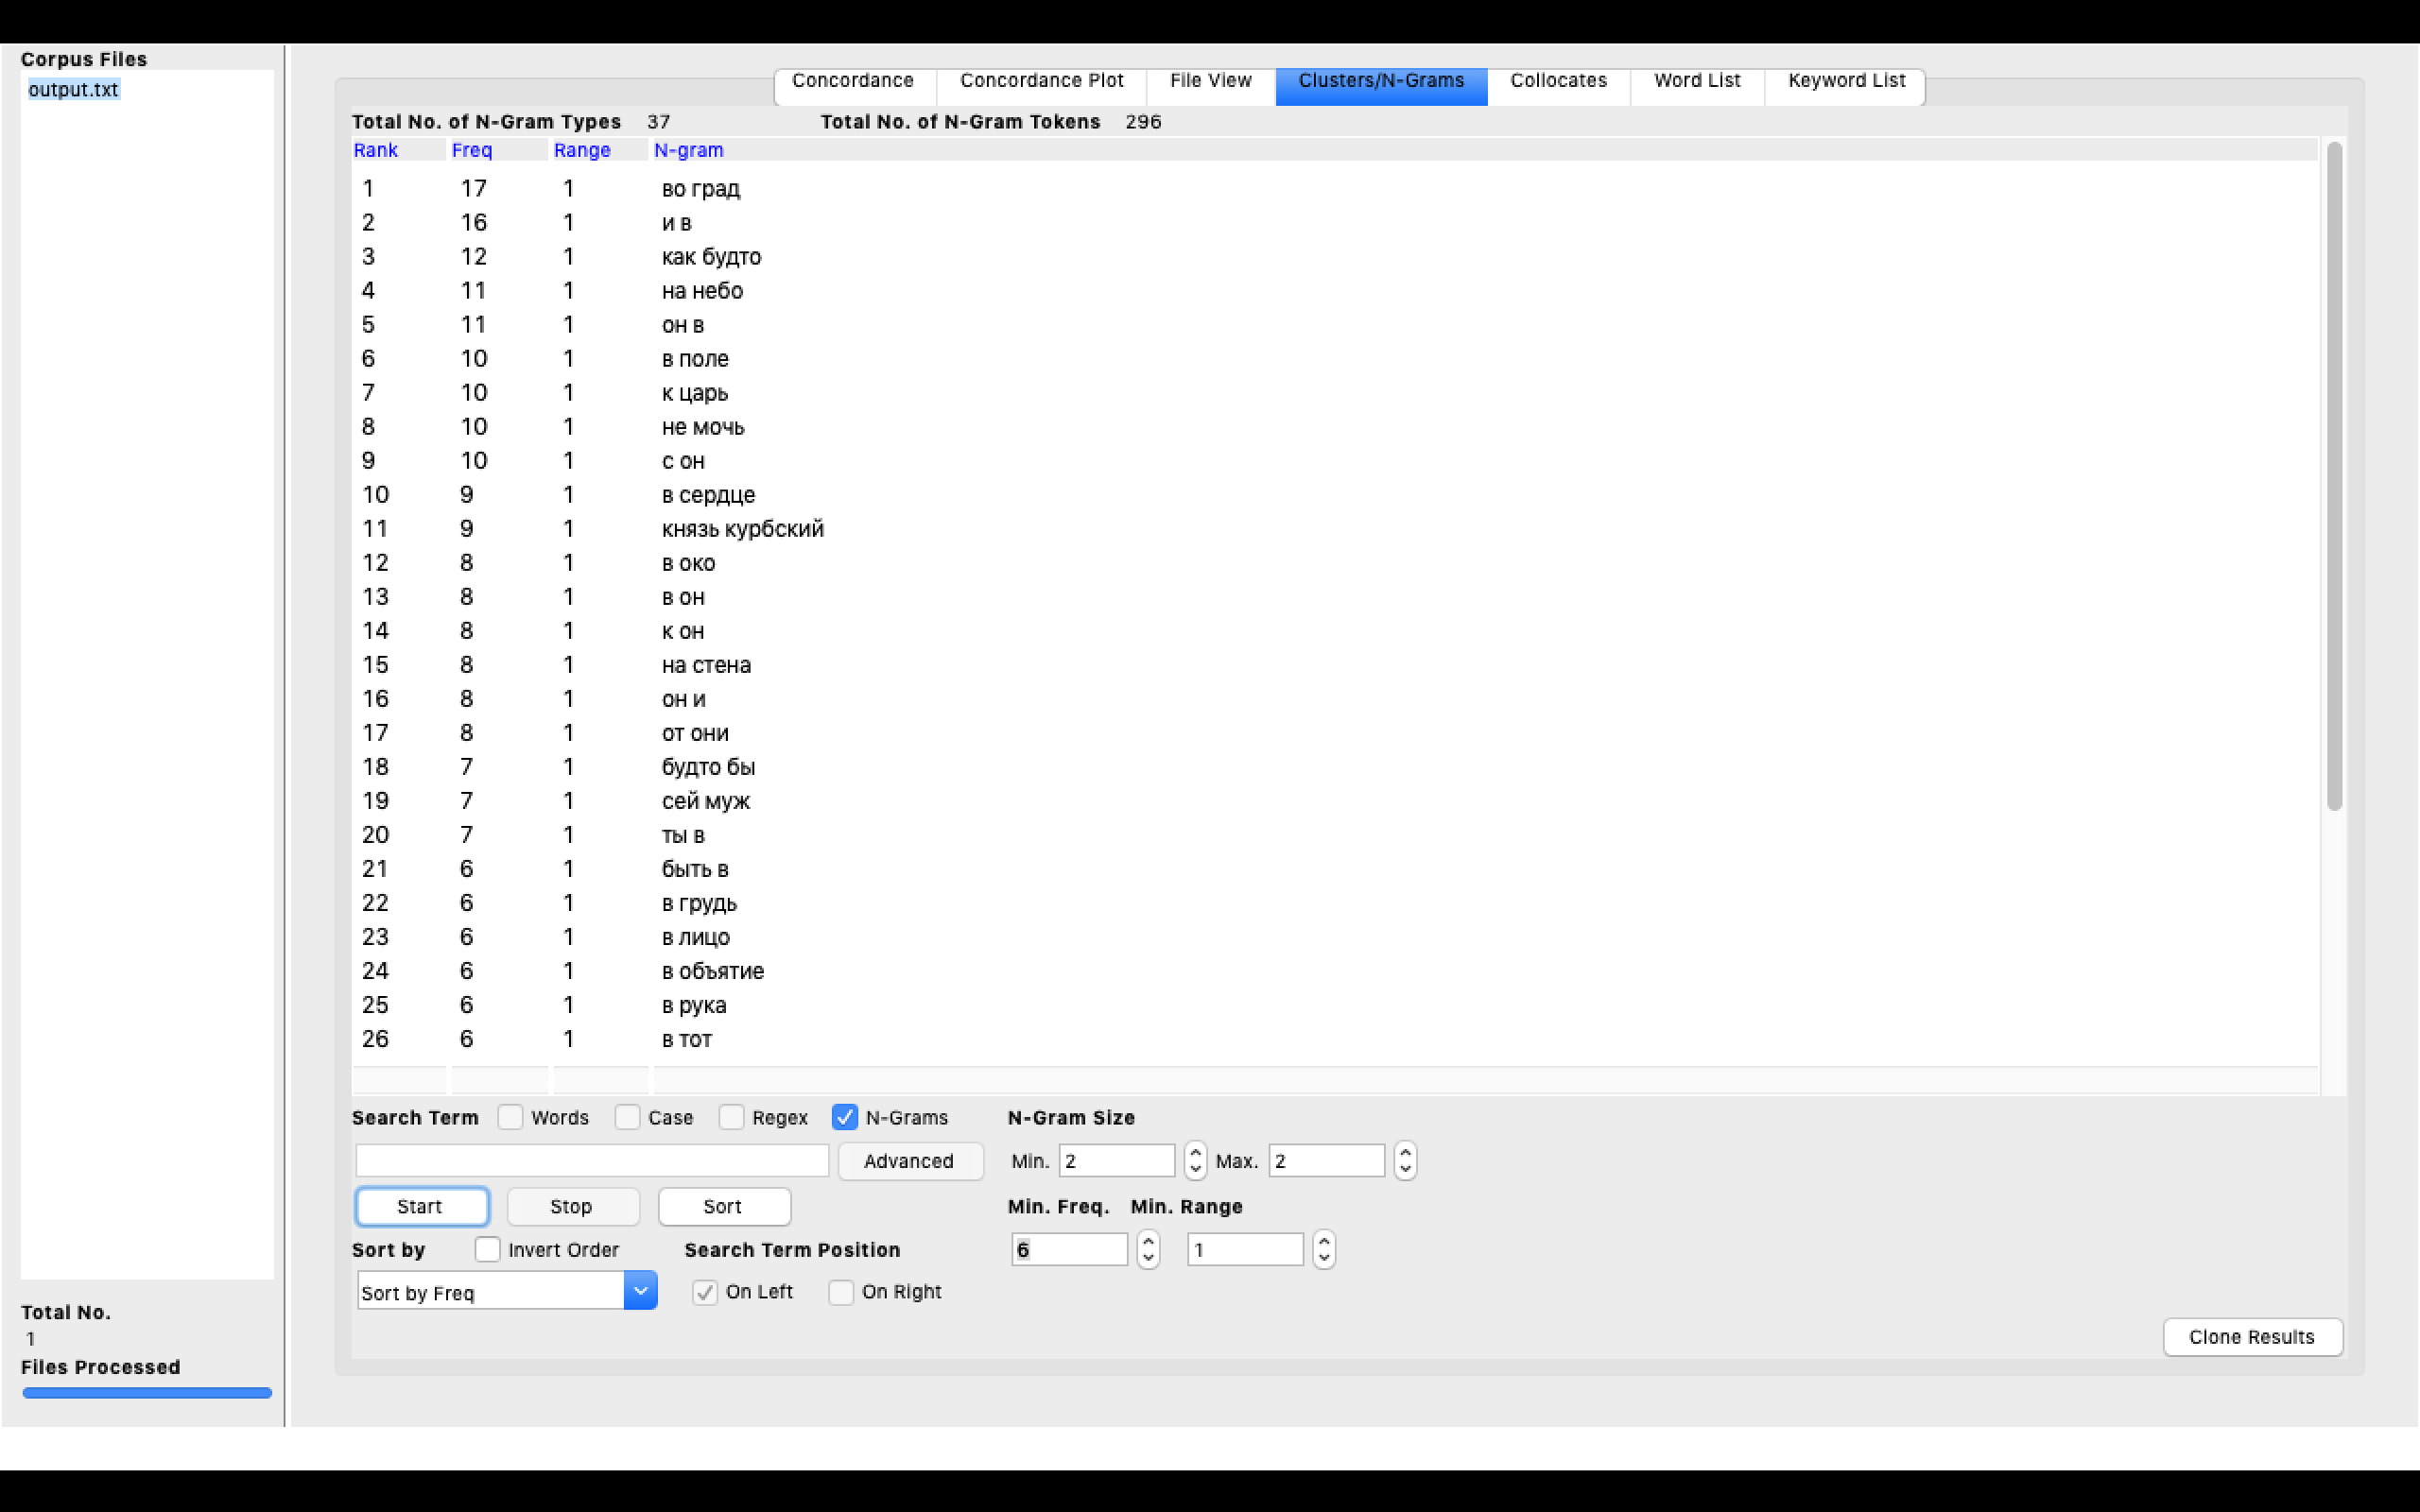 Corpus Files
output.txt
Concordance Concordance Plot File View Clusters/N-Grams Collocates Word List Keyword List
Total No. of N-Gram Types 37 Total No. of N-Gram Tokens 296
Rank Freq Range N-gram
1 17 1 во град
2 16 1 и в
3 12 1 как будто
4 11 1 на небо
5 11 1 он в
6 10 1 в поле
7 10 1 к царь
8 10 1 не мочь
9 10 1 с он
10 9 1 в сердце
11 9 1 князь курбский
12 8 1 в око
13 8 1 в он
14 8 1 к он
15 8 1 на стена
16 8 1 он и
17 8 1 от они
18 7 1 будто бы
19 7 1 сей муж
20 7 1 ты в
21 6 1 быть в
22 6 1 в грудь
23 6 1 в лицо
24 6 1 в объятие
25 6 1 в рука
26 6 1 в тот
Search Term Words Case Regex N-Grams N-Gram Size
Advanced Min. 2 Max. 2
Start Stop Sort Min. Freq. Min. Range
Sort by Invert Order Search Term Position 6 1
Sort by Freq On Left On Right
Total No.
1
Files Processed
Clone Results